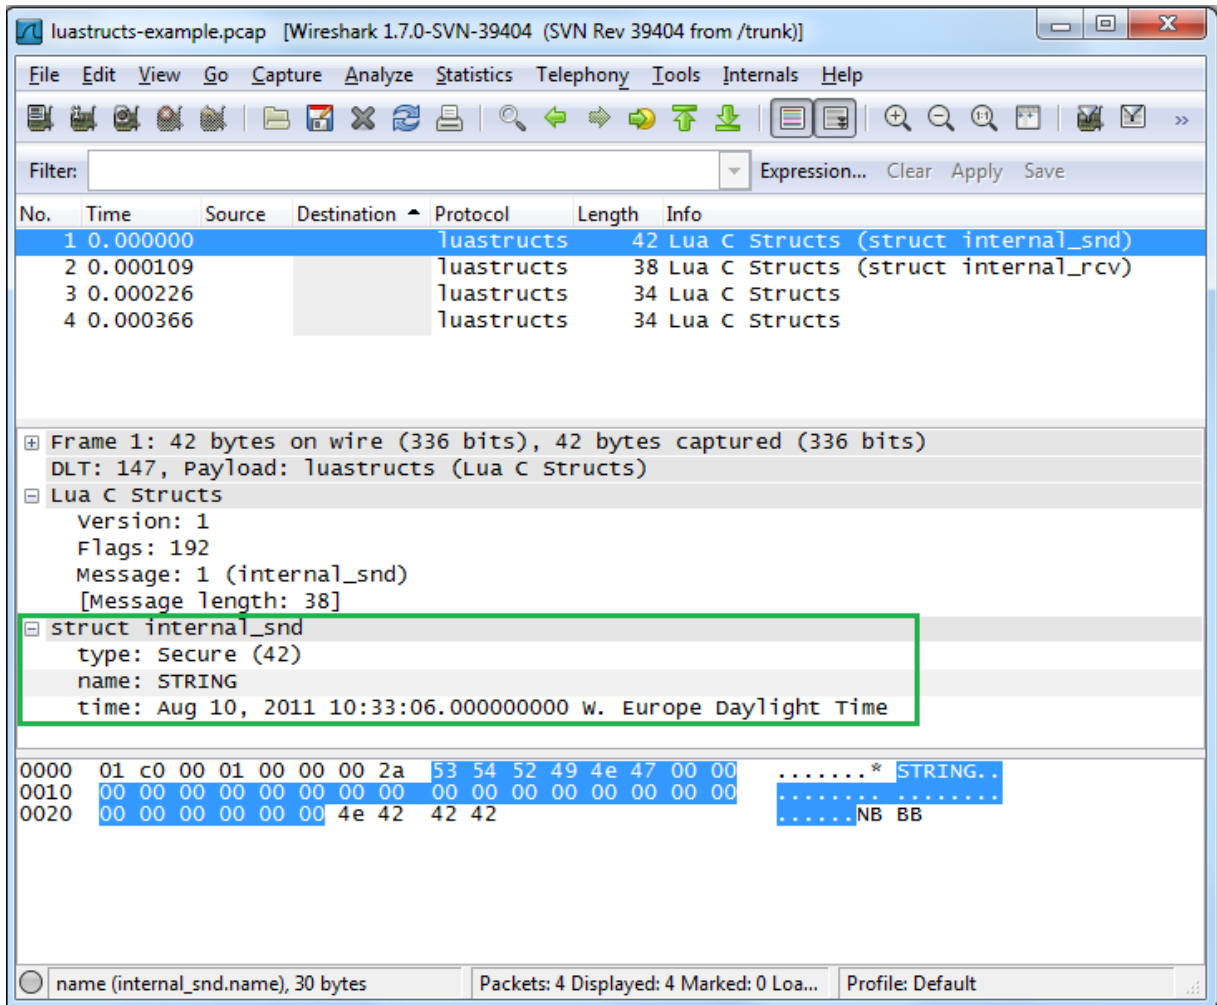 luastructs-example.pcap [Wireshark 1.7.0-SVN-39404 (SVN Rev 39404 from /trunk)]
File Edit View Go Capture Analyze Statistics Telephony Tools Internals Help
Filter: Expression... Clear Apply Save
No. Time Source Destination Protocol Length Info
1 0.000000 luastructs 42 Lua C Structs (struct internal_snd)
2 0.000109 luastructs 38 Lua C Structs (struct internal_rcv)
3 0.000226 luastructs 34 Lua C Structs
4 0.000366 luastructs 34 Lua C Structs
Frame 1: 42 bytes on wire (336 bits), 42 bytes captured (336 bits)
DLT: 147, Payload: luastructs (Lua C Structs)
Lua C Structs
Version: 1
Flags: 192
Message: 1 (internal_snd)
[Message length: 38]
struct internal_snd
type: Secure (42)
name: STRING
time: Aug 10, 2011 10:33:06.000000000 W. Europe Daylight Time
0000 01 c0 00 01 00 00 00 2a 53 54 52 49 4e 47 00 00 .......* STRING..
0010 00 00 00 00 00 00 00 00 00 00 00 00 00 00 00 00 ........ ........
0020 00 00 00 00 00 00 4e 42 42 42 ......NB BB
name (internal_snd.name), 30 bytes Packets: 4 Displayed: 4 Marked: 0 Loa... Profile: Default